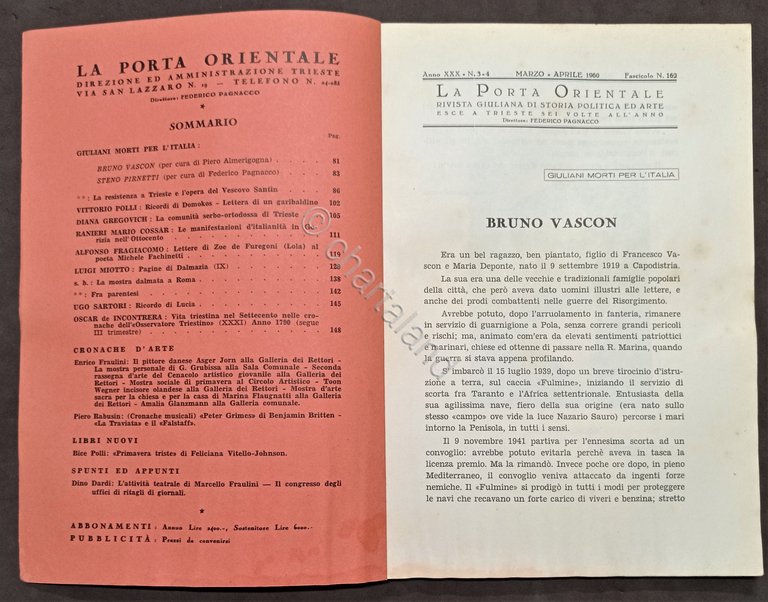 LA PORTA ORIENTALE
DIREZIONE ED AMMINISTRAZIONE TRIESTE
VIA SAN LAZZARO N. 19 — TELEFONO N. 24-081
Direttore: FEDERICO PAGNACCO
*
SOMMARIO
Pag.
GIULIANI MORTI PER L'ITALIA:
BRUNO VASCON (per cura di Piero Almerigogna) 81
STENO PIRNETTI (per cura di Federico Pagnacco) 83
**: La resistenza a Trieste e l'opera del Vescovo Santin 86
VITTORIO POLLI: Ricordi di Domokos - Lettera di un garibaldino 102
DIANA GREGOVICH: La comunità serbo-ortodossa di Trieste 105
RANIERI MARIO COSSÀR: Le manifestazioni d'italianità in Gorizia nell'Ottocento 111
ALFONSO FRAGIACOMO: Lettere di Zoe de Furegoni (Lola) al
poeta Michele Fachinetti 119
LUIGI MIOTTO: Pagine di Dalmazia (IX)
s. b.: La mostra dalmata a Roma 138
**: Fra parentesi 142
UGO SARTORI: Ricordo di Lucia 145
OSCAR de INCONTRERA: Vita triestina nel Settecento nelle cronache dell'«Osservatore Triestino» (XXXI) Anno 1790 (segue
III trimestre) 148
CRONACHE D'ARTE
Enrico Fraulini: Il pittore danese Asger Jorn alla Galleria dei Rettori -
La mostra personale di G. Grubissa alla Sala Comunale - Seconda
rassegna d'arte del Cenacolo artistico giovanile alla Galleria dei
Rettori - Mostra sociale di primavera al Circolo Artistico - Toon
Wegner incisore olandese alla Galleria dei Rettori - Mostra d'arte
sacra per la chiesa e per la casa di Marina Flaugnatti alla Galleria
dei Rettori - Amalia Glanzmann alla Galleria comunale.
Piero Rabusin: (Cronache musicali) «Peter Grimes» di Benjamin Britten -
«La Traviata» e il «Falstaff».
LIBRI NUOVI
Bice Polli: «Primavera triste» di Feliciana Vitello-Johnson.
SPUNTI ED APPUNTI
Dino Dardi: L'attività teatrale di Marcello Fraulini — Il congresso degli
uffici di ritagli di giornali.
*
ABBONAMENTI: Annuo Lire 2400.-, Sostenitore Lire 6000.-
PUBBLICITÀ: Prezzi da convenirsi
Anno XXX - N. 3-4 MARZO - APRILE 1960 Fascicolo N. 162
LA PORTA ORIENTALE
RIVISTA GIULIANA DI STORIA POLITICA ED ARTE
ESCE A TRIESTE SEI VOLTE ALL'ANNO
Direttore: FEDERICO PAGNACCO
GIULIANI MORTI PER L'ITALIA
BRUNO VASCON
Era un bel ragazzo, ben piantato, figlio di Francesco Vascon e Maria Deponte, nato il 9 settembre 1919 a Capodistria.
La sua era una delle vecchie e tradizionali famiglie popolari
della città, che però aveva dato uomini illustri alle lettere, e
anche dei prodi combattenti nelle guerre del Risorgimento.
Avrebbe potuto, dopo l'arruolamento in fanteria, rimanere
in servizio di guarnigione a Pola, senza correre grandi pericoli
e rischi; ma, animato com'era da elevati sentimenti patriottici
e marinari, chiese ed ottenne di passare nella R. Marina, quando
la guerra si stava appena profilando.
S'imbarcò il 15 luglio 1939, dopo un breve tirocinio d'istruzione a terra, sul caccia «Fulmine», iniziando il servizio di
scorta fra Taranto e l'Africa settentrionale. Entusiasta della
sua agilissima nave, fiero della sua origine (era nato sullo
stesso «campo» ove vide la luce Nazario Sauro) percorse i mari
intorno la Penisola, in tutti i sensi.
Il 9 novembre 1941 partiva per l'ennesima scorta ad un
convoglio: avrebbe potuto evitarla perchè aveva in tasca la
licenza premio. Ma la rimandò. Invece poche ore dopo, in pieno
Mediterraneo, il convoglio veniva attaccato da ingenti forze
nemiche. Il «Fulmine» si prodigò in tutti i modi per proteggere
le navi che recavano un forte carico di viveri e benzina; stretto
© chartaland